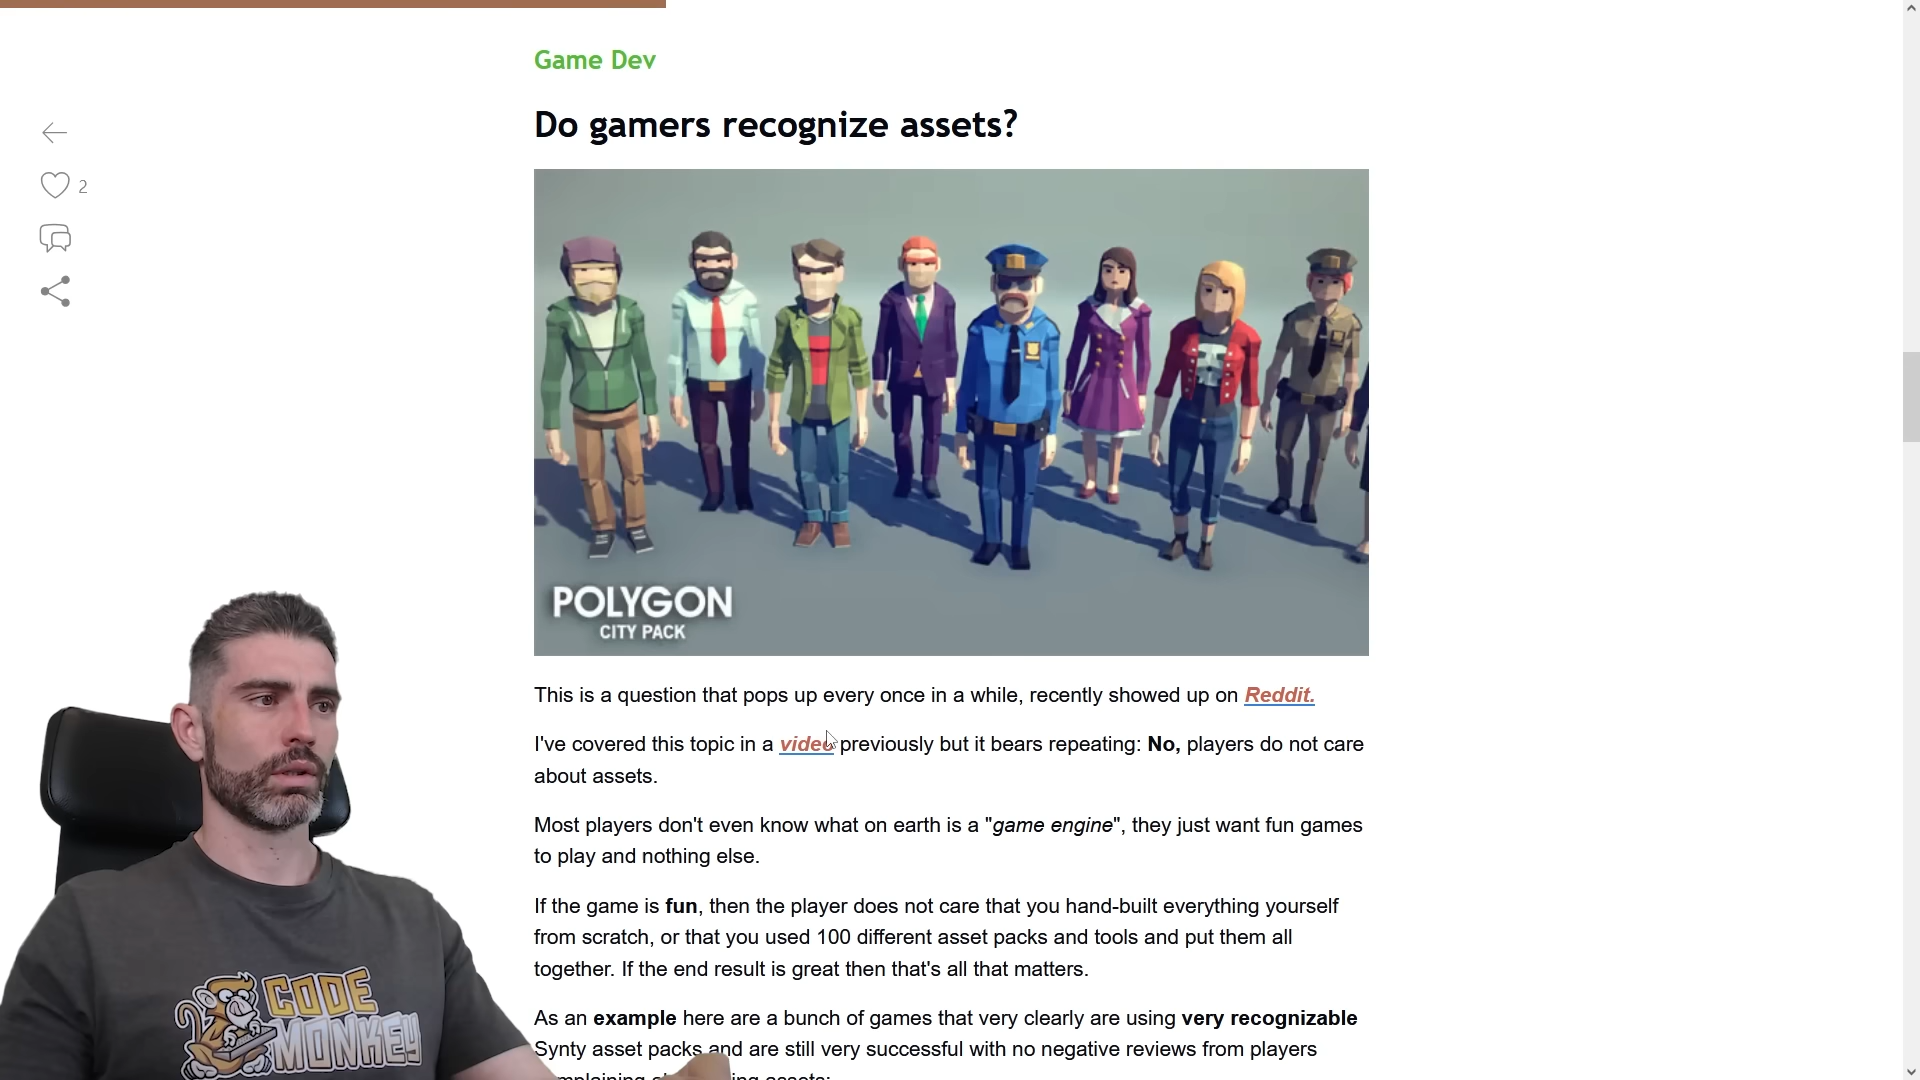 Game Dev
Do gamers recognize assets?
2
POLYGON
CITY PACK
This is a question that pops up every once in a while, recently showed up on Reddit.
I've covered this topic in a video previously but it bears repeating: No, players do not care
about assets.
Most players don't even know what on earth is a "game engine", they just want fun games
to play and nothing else.
If the game is fun, then the player does not care that you hand-built everything yourself
from scratch, or that you used 100 different asset packs and tools and put them all
together. If the end result is great then that's all that matters.
As an example here are a bunch of games that very clearly are using very recognizable
Synty asset packs and are still very successful with no negative reviews from players
assets:
CODE
MONKEY